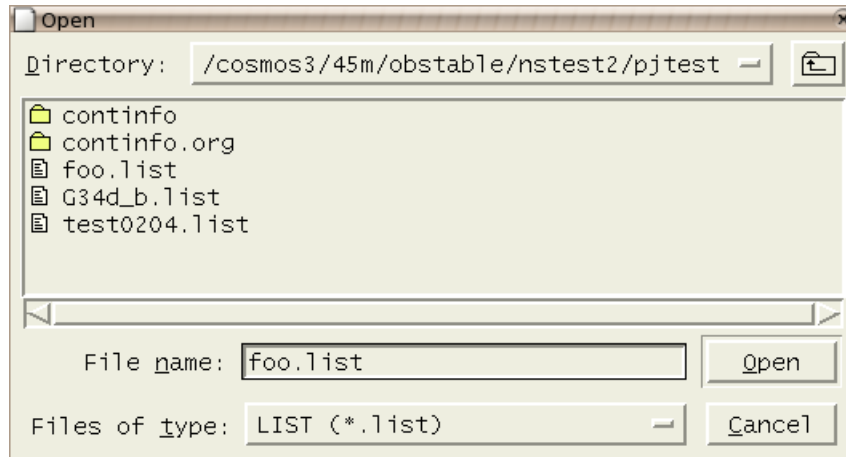 Open
Directory: /cosmos3/45m/obstable/nstest2/pjtest
continfo
continfo.org
foo.list
G34d_b.list
test0204.list
File name: foo.list Open
Files of type: LIST (*.list) Cancel